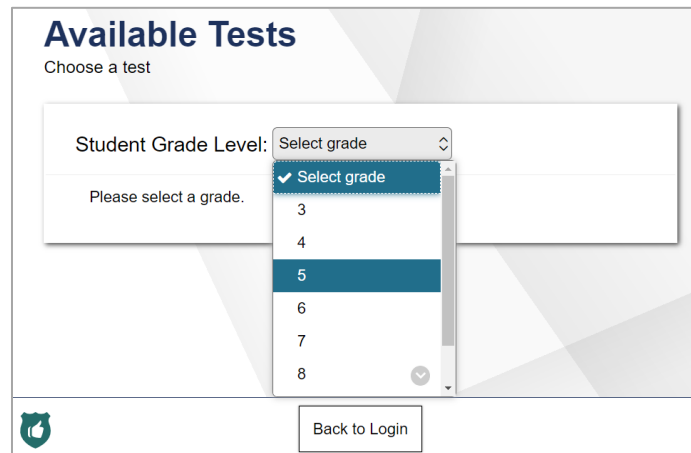 Available Tests
Choose a test
Student Grade Level: Select grade
Select grade
Please select a grade.
3
4
5
6
7
8
Back to Login